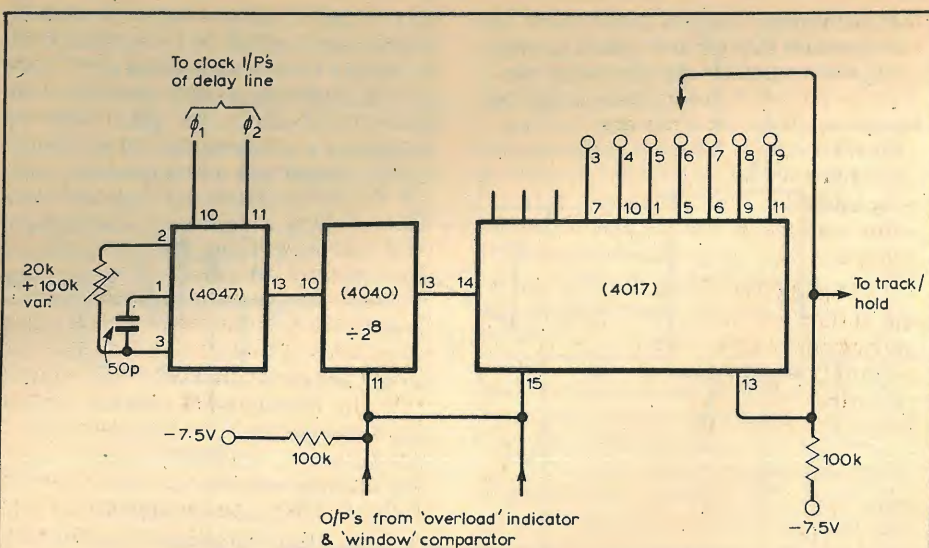 To clock I/P's
of delay line
ϕ1 ϕ2
10 11
2
20k
+ 100k
var.
1
3
50p
(4047)
13 10
(4040)
÷2⁸
13 14
11
(4017)
3 4 5 6 7 8 9
7 10 1 5 6 9 11
To track/
hold
15
13
-7.5V
100k
100k
-7.5V
O/P's from 'overload' indicator
& 'window' comparator